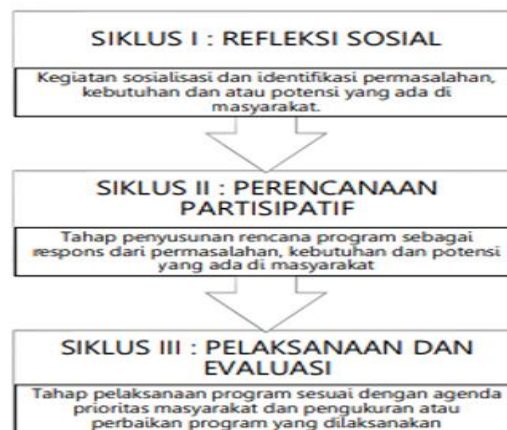 SIKLUS I : REFLEKSI SOSIAL
Kegiatan sosialisasi dan identifikasi permasalahan,
kebutuhan dan atau potensi yang ada di
masyarakat.
SIKLUS II : PERENCANAAN
PARTISIPATIF
Tahap penyusunan rencana program sebagai
respons dari permasalahan, kebutuhan dan potensi
yang ada di masyarakat
SIKLUS III : PELAKSANAAN DAN
EVALUASI
Tahap pelaksanaan program sesuai dengan agenda
prioritas masyarakat dan pengukuran atau
perbaikan program yang dilaksanakan